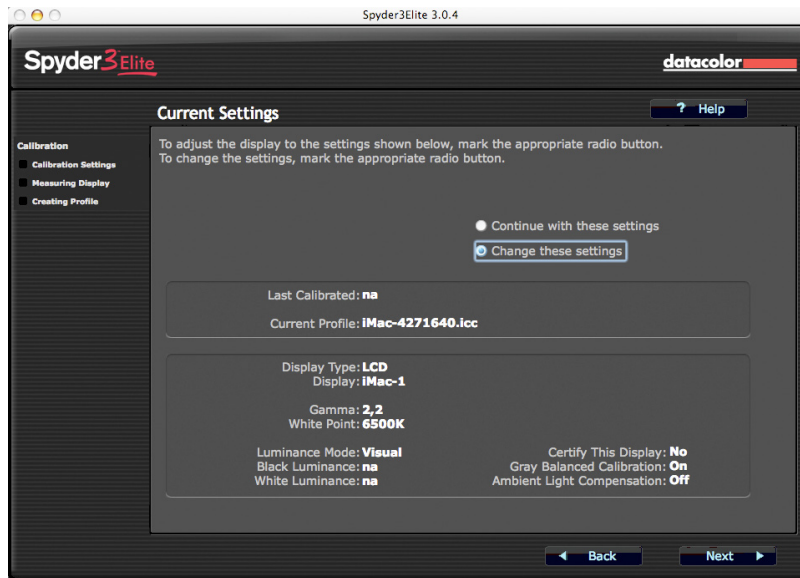 Spyder3Elite 3.0.4
Spyder3Elite
datacolor
Current Settings
? Help
Calibration
Calibration Settings
Measuring Display
Creating Profile
To adjust the display to the settings shown below, mark the appropriate radio button.
To change the settings, mark the appropriate radio button.
Continue with these settings
Change these settings
Last Calibrated: na
Current Profile: iMac-4271640.icc
Display Type: LCD
Display: iMac-1
Gamma: 2,2
White Point: 6500K
Luminance Mode: Visual
Black Luminance: na
White Luminance: na
Certify This Display: No
Gray Balanced Calibration: On
Ambient Light Compensation: Off
Back
Next